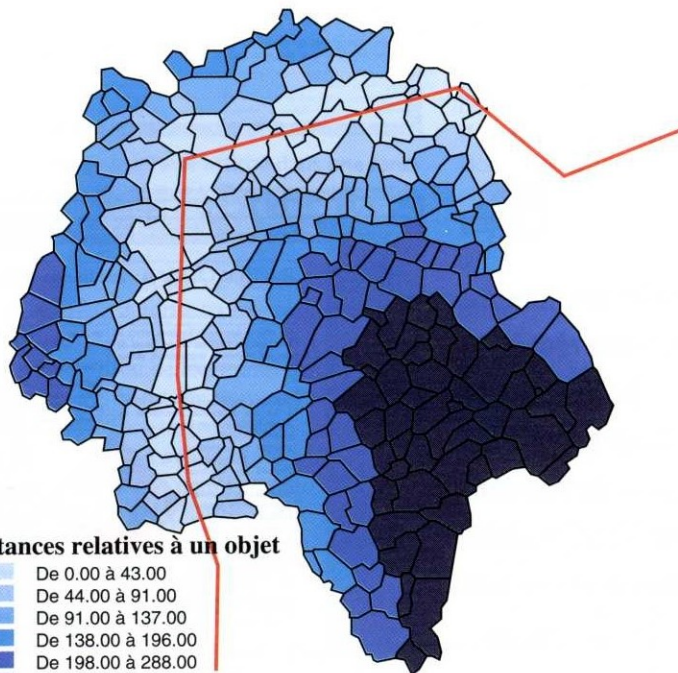 tances relatives à un objet
De 0.00 à 43.00
De 44.00 à 91.00
De 91.00 à 137.00
De 138.00 à 196.00
De 198.00 à 288.00